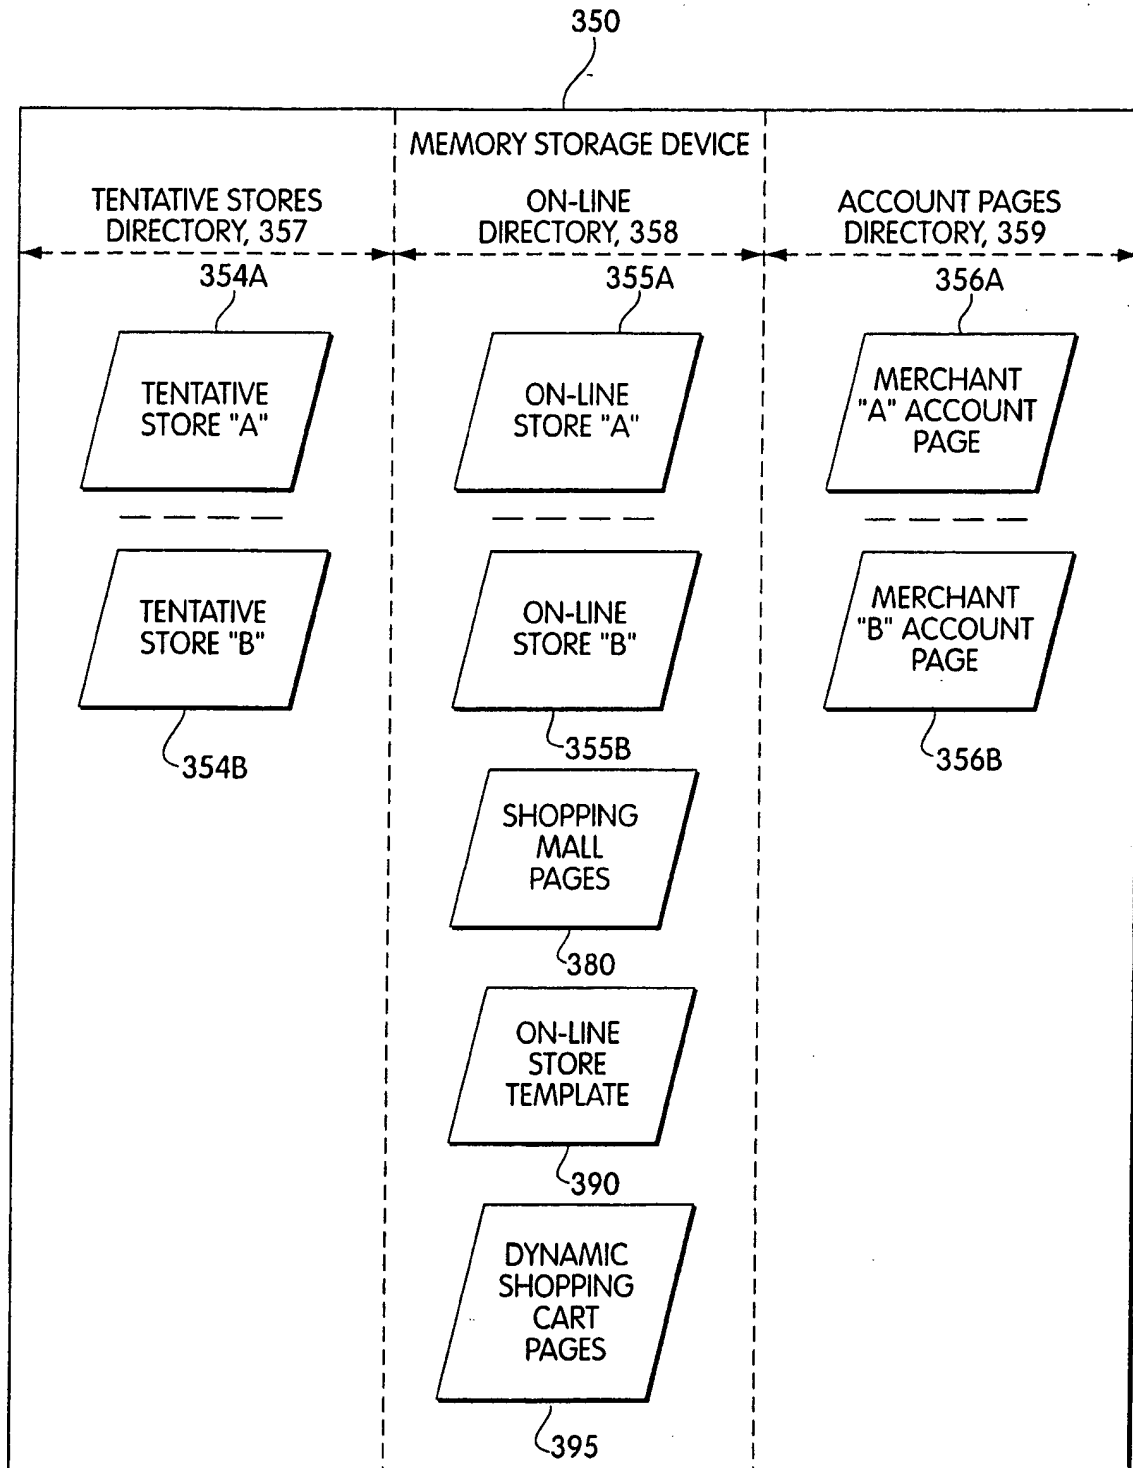 350
MEMORY STORAGE DEVICE
TENTATIVE STORES
DIRECTORY, 357
ON-LINE
DIRECTORY, 358
ACCOUNT PAGES
DIRECTORY, 359
354A
355A
356A
TENTATIVE
STORE "A"
ON-LINE
STORE "A"
MERCHANT
"A" ACCOUNT
PAGE
TENTATIVE
STORE "B"
ON-LINE
STORE "B"
MERCHANT
"B" ACCOUNT
PAGE
354B
355B
356B
SHOPPING
MALL
PAGES
380
ON-LINE
STORE
TEMPLATE
390
DYNAMIC
SHOPPING
CART
PAGES
395